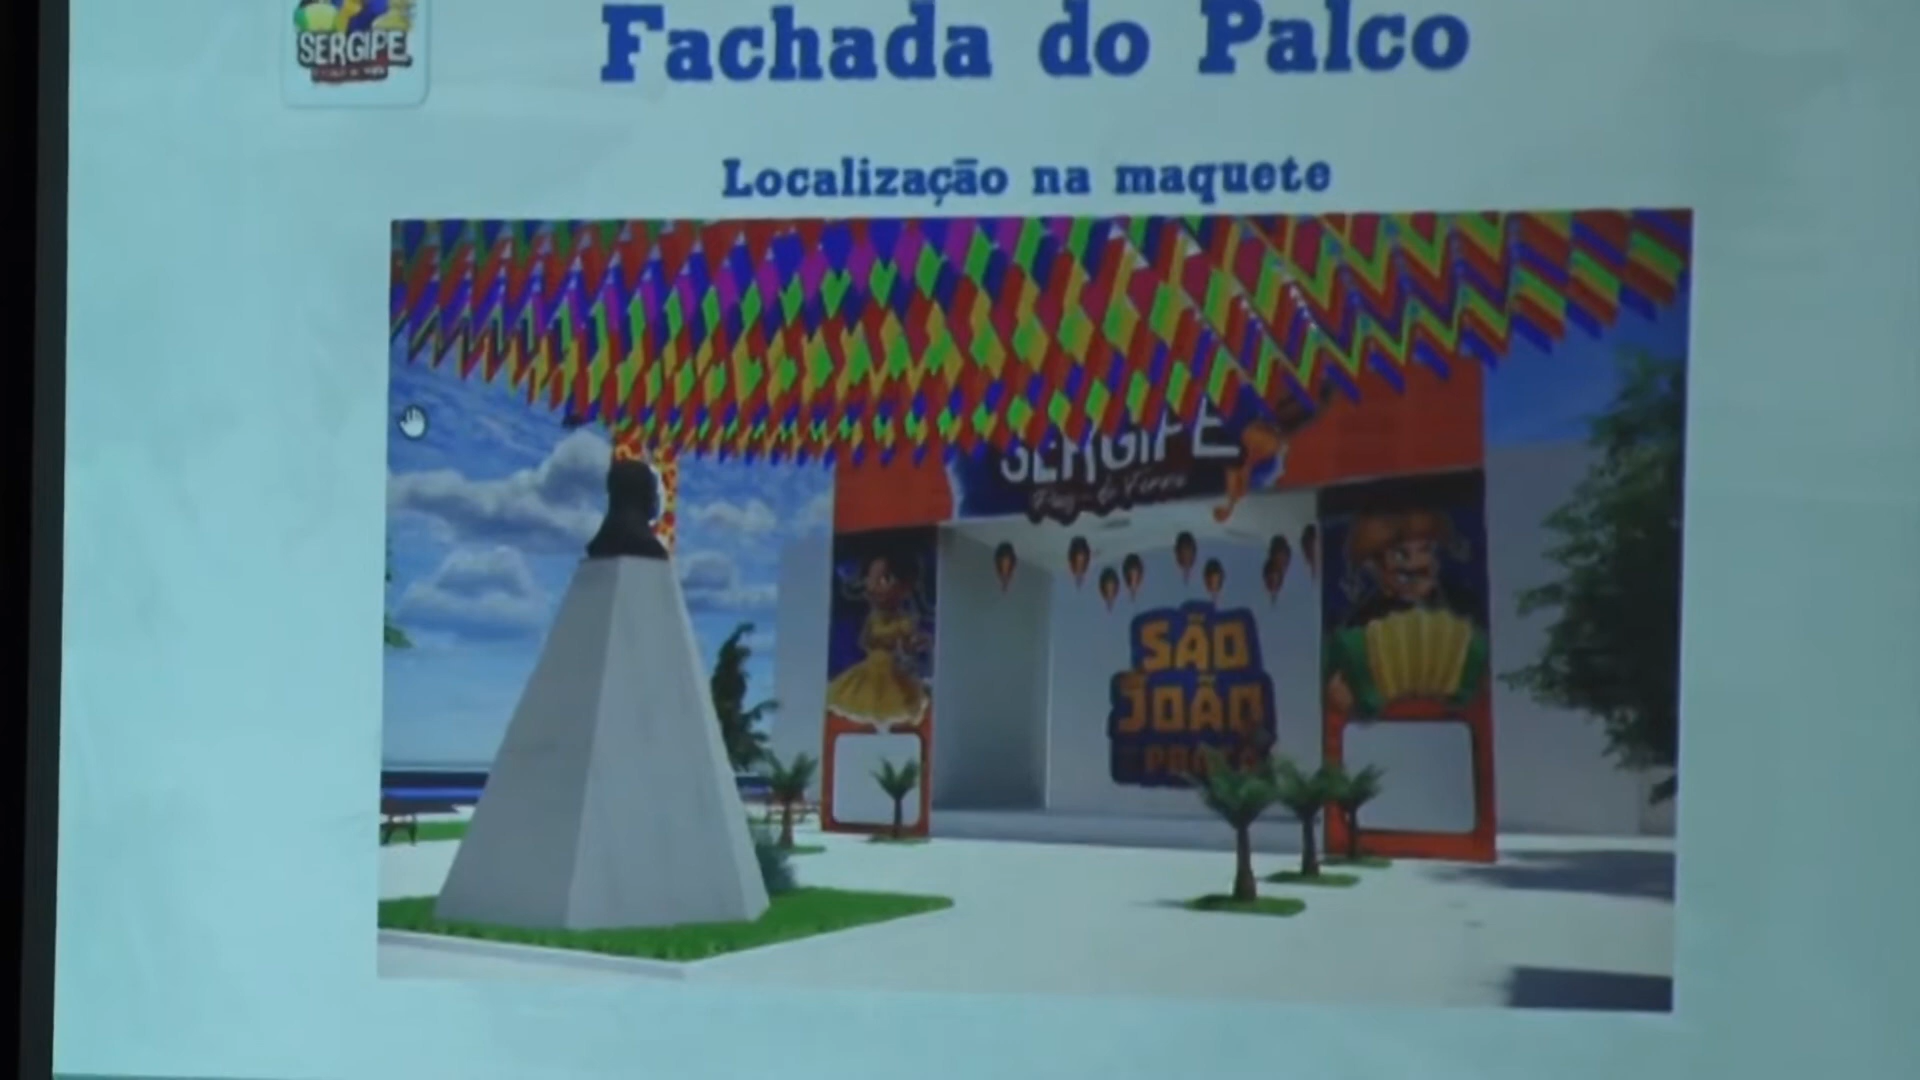 SERGIPE
Fachada do Palco
Localização na maquete
SERGIPE
SÃO
JOÃO